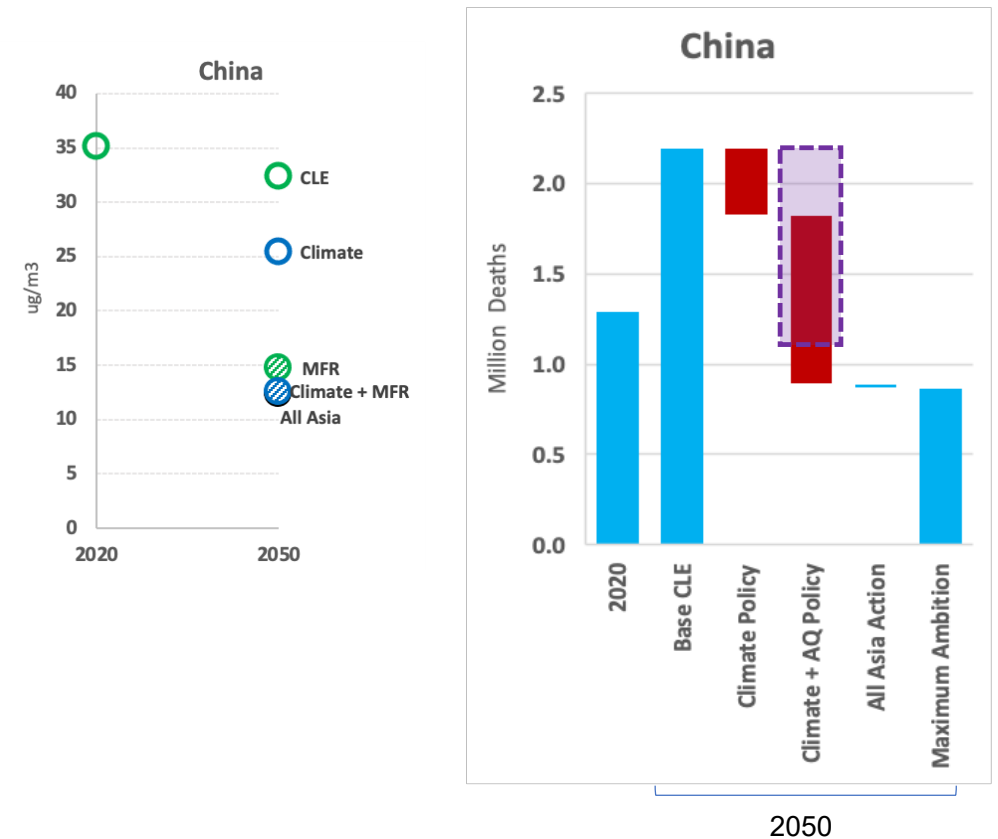 China
40
35
30
25
20
15
10
5
0
ug/m3
2020
2050
CLE
Climate
MFR
Climate + MFR
All Asia
China
2.5
2.0
1.5
1.0
0.5
0.0
Million Deaths
2020
Base CLE
Climate Policy
Climate + AQ Policy
All Asia Action
Maximum Ambition
2050